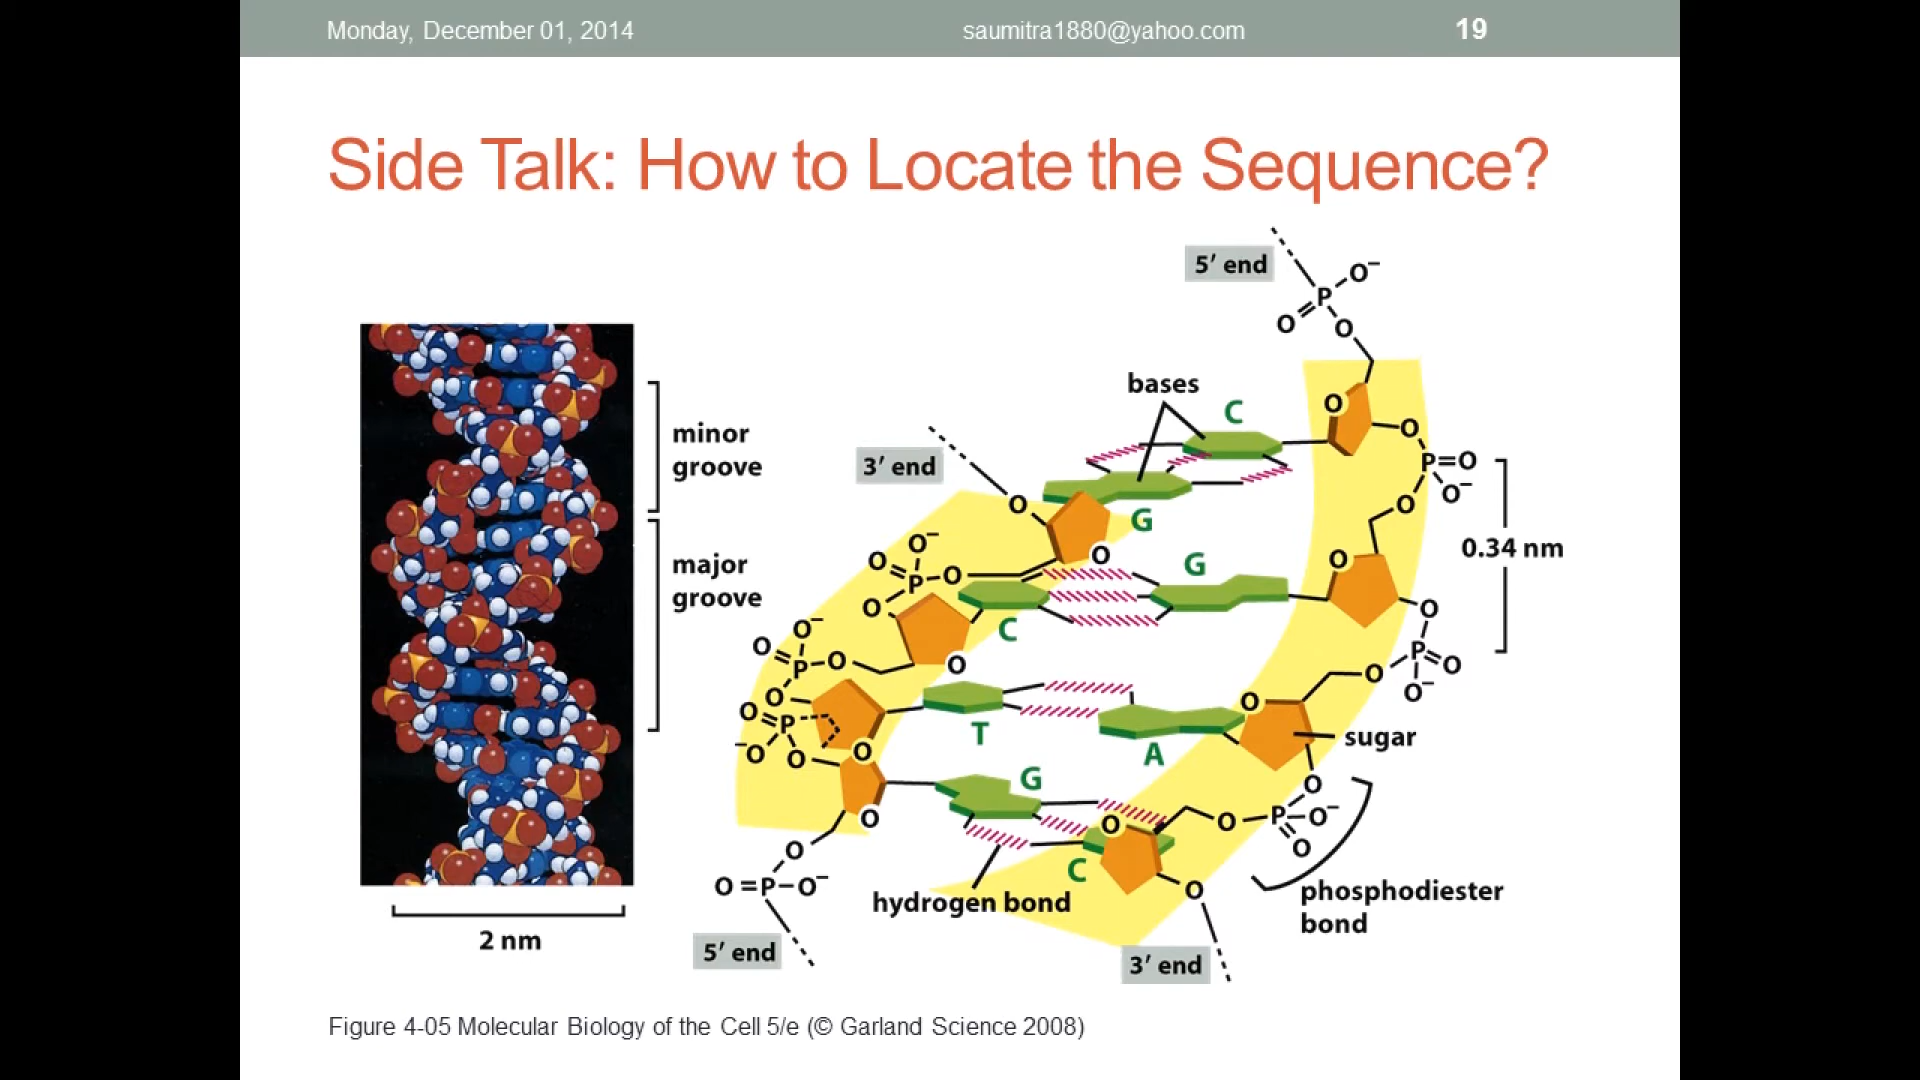 Monday, December 01, 2014
saumitra1880@yahoo.com
19
Side Talk: How to Locate the Sequence?
minor
groove
major
groove
2 nm
5′ end
O⁻
P
O
O
bases
C
O
O
3′ end
P=O
O⁻
O
G
O
O
0.34 nm
O⁻
O
P-O
O
G
O
C
O
O⁻
O
P-O
O
O
P=O
O⁻
O
O
O
P
⁻O
O
O
T
A
O
sugar
G
O
O
P-O⁻
O
O
O
C
O
O=P-O⁻
hydrogen bond
O
phosphodiester
bond
5′ end
3′ end
Figure 4-05 Molecular Biology of the Cell 5/e (© Garland Science 2008)